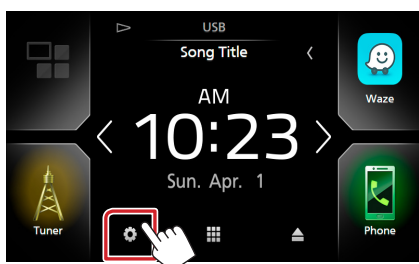 USB
Song Title
AM
10:23
Sun. Apr. 1
Waze
Tuner
Phone